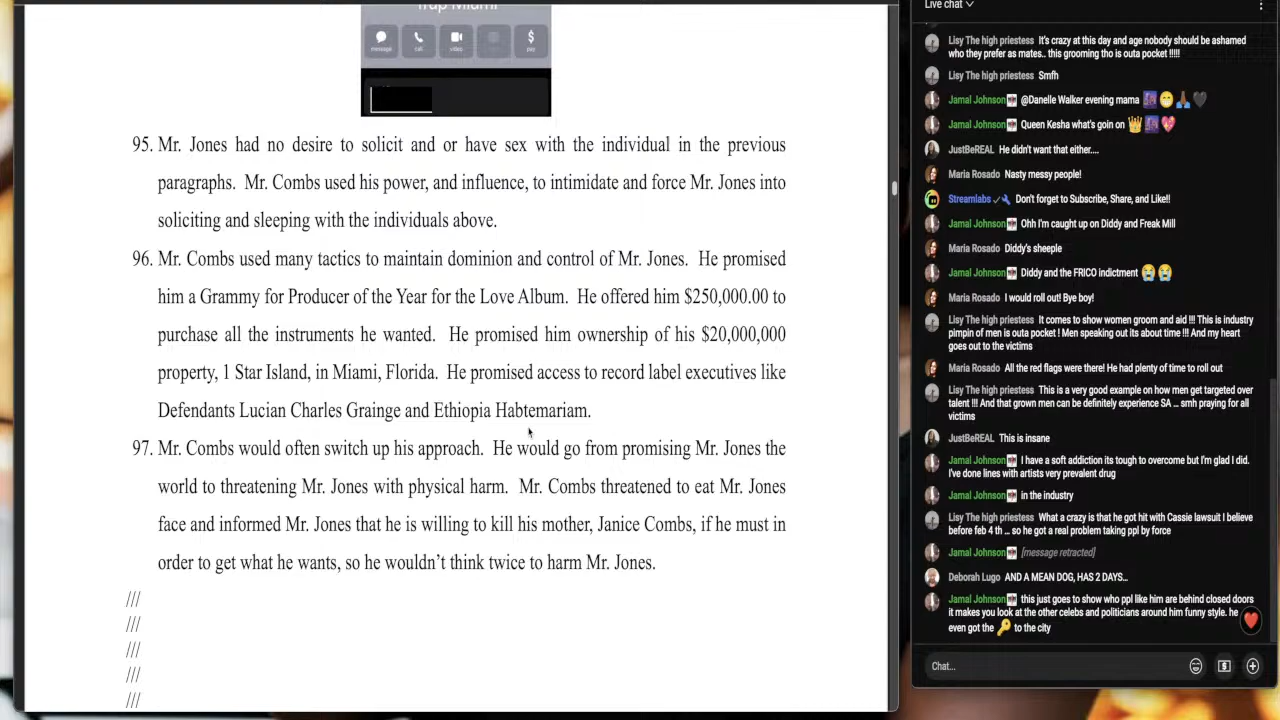 Trap Miami
message
call
video
pay
95. Mr. Jones had no desire to solicit and or have sex with the individual in the previous
paragraphs. Mr. Combs used his power, and influence, to intimidate and force Mr. Jones into
soliciting and sleeping with the individuals above.
96. Mr. Combs used many tactics to maintain dominion and control of Mr. Jones. He promised
him a Grammy for Producer of the Year for the Love Album. He offered him $250,000.00 to
purchase all the instruments he wanted. He promised him ownership of his $20,000,000
property, 1 Star Island, in Miami, Florida. He promised access to record label executives like
Defendants Lucian Charles Grainge and Ethiopia Habtemariam.
97. Mr. Combs would often switch up his approach. He would go from promising Mr. Jones the
world to threatening Mr. Jones with physical harm. Mr. Combs threatened to eat Mr. Jones
face and informed Mr. Jones that he is willing to kill his mother, Janice Combs, if he must in
order to get what he wants, so he wouldn't think twice to harm Mr. Jones.
///
///
///
///
///
Live chat
Lisy The high priestess It's crazy at this day and age nobody should be ashamed
who they prefer as mates.. this grooming tho is outa pocket !!!!!
Lisy The high priestess Smfh
Jamal Johnson @Danelle Walker evening mama 🌆😁🙏🏾🖤
Jamal Johnson Queen Kesha what's goin on 👑🌆💖
JustBeREAL He didn't want that either....
Maria Rosado Nasty messy people!
Streamlabs Don't forget to Subscribe, Share, and Like!!
Jamal Johnson Ohh I'm caught up on Diddy and Freak Mill
Maria Rosado Diddy's sheeple
Jamal Johnson Diddy and the FRICO indictment 😭😭
Maria Rosado I would roll out! Bye boy!
Lisy The high priestess It comes to show women groom and aid !!! This is industry
pimpin of men is outa pocket ! Men speaking out its about time !!! And my heart
goes out to the victims
Maria Rosado All the red flags were there! He had plenty of time to roll out
Lisy The high priestess This is a very good example on how men get targeted over
talent !!! And that grown men can be definitely experience SA ... smh praying for all
victims
JustBeREAL This is insane
Jamal Johnson I have a soft addiction its tough to overcome but I'm glad I did.
I've done lines with artists very prevalent drug
Jamal Johnson in the industry
Lisy The high priestess What a crazy is that he got hit with Cassie lawsuit I believe
before feb 4 th ... so he got a real problem taking ppl by force
Jamal Johnson [message retracted]
Deborah Lugo AND A MEAN DOG, HAS 2 DAYS...
Jamal Johnson this just goes to show who ppl like him are behind closed doors
it makes you look at the other celebs and politicians around him funny style. he
even got the 🔑 to the city
Chat...